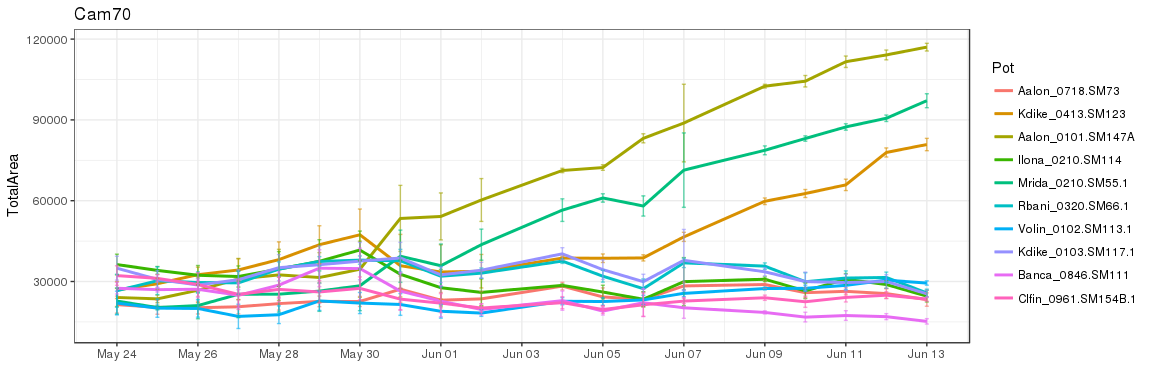 Cam70
TotalArea
120000
90000
60000
30000
May 24
May 26
May 28
May 30
Jun 01
Jun 03
Jun 05
Jun 07
Jun 09
Jun 11
Jun 13
Pot
Aalon_0718.SM73
Kdike_0413.SM123
Aalon_0101.SM147A
Ilona_0210.SM114
Mrida_0210.SM55.1
Rbani_0320.SM66.1
Volin_0102.SM113.1
Kdike_0103.SM117.1
Banca_0846.SM111
Clfin_0961.SM154B.1